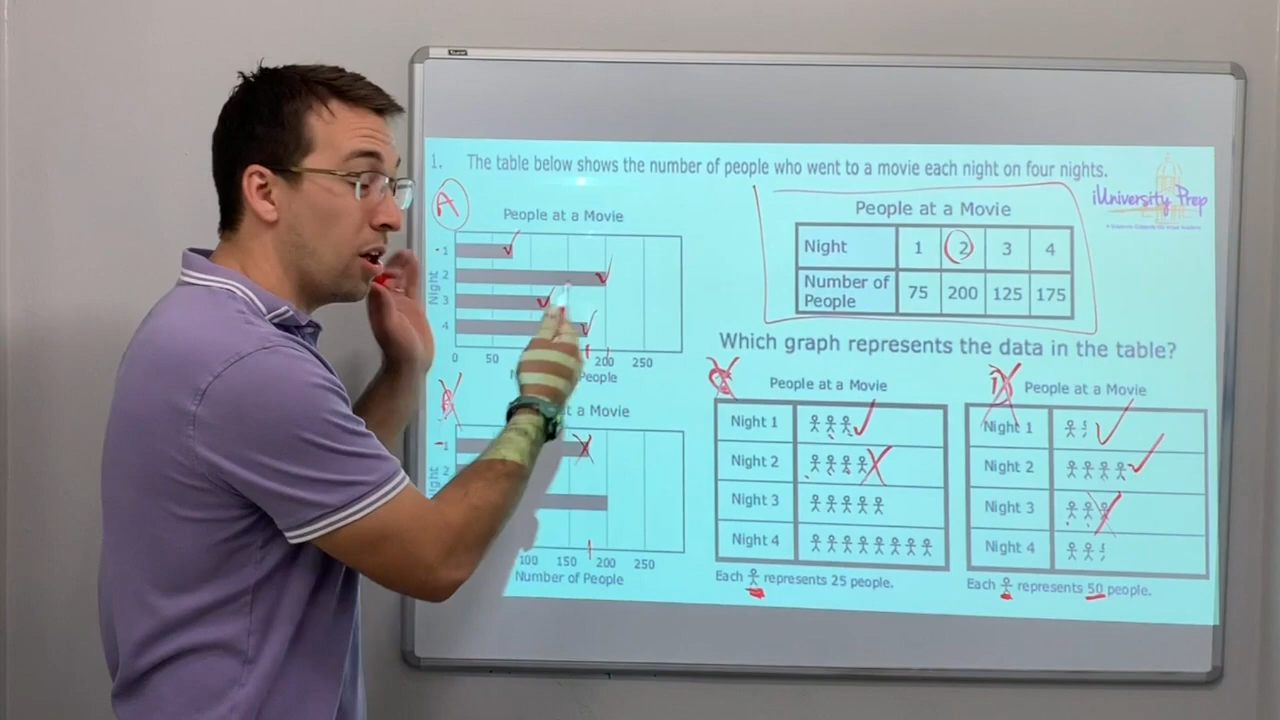 1. The table below shows the number of people who went to a movie each night on four nights.
iUniversity Prep
A
People at a Movie
Night
1
2
3
4
0 50 200 250
People
People at a Movie
Night 1 2 3 4
Number of People 75 200 125 175
Which graph represents the data in the table?
a Movie
Night
1
2
100 150 200 250
Number of People
C
People at a Movie
Night 1
Night 2
Night 3
Night 4
Each represents 25 people.
D
People at a Movie
Night 1
Night 2
Night 3
Night 4
Each represents 50 people.